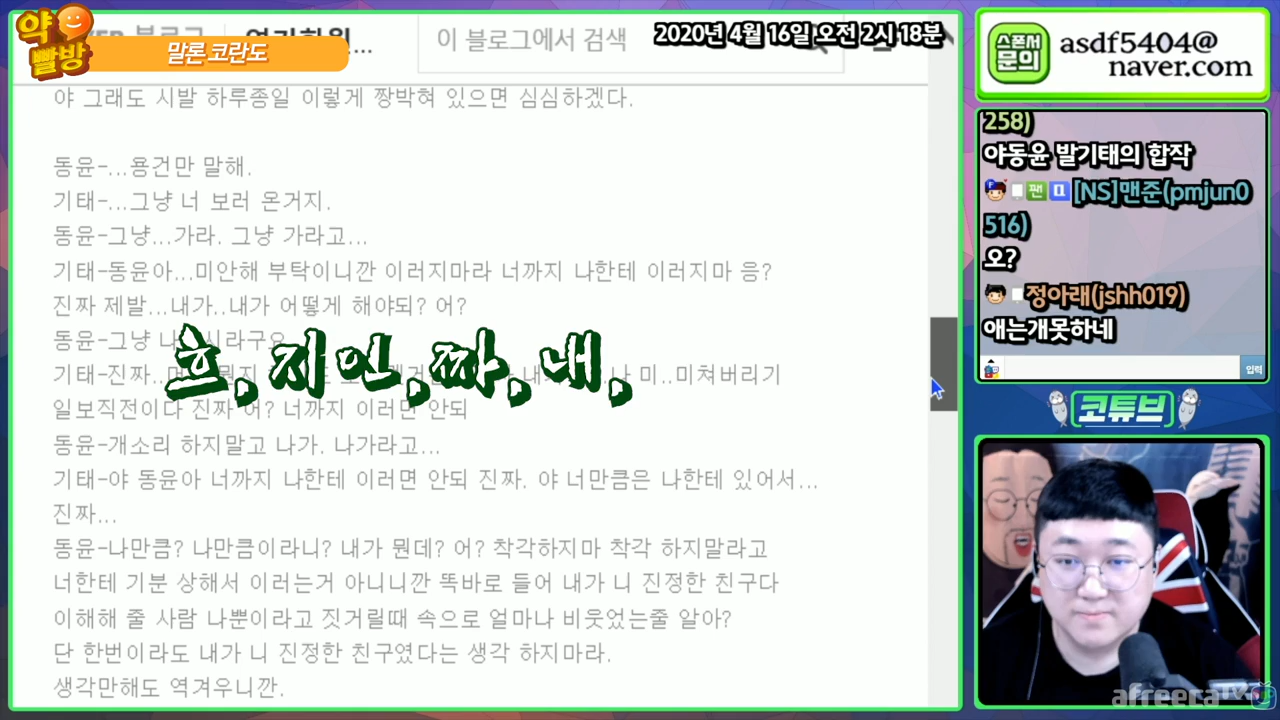 약빨방
말론 코란도
이 블로그에서 검색
2020년 4월 16일 오전 2시 18분
야 그래도 시발 하루종일 이렇게 짱박혀 있으면 심심하겠다.
동윤-...용건만 말해.
기태-...그냥 너 보러 온거지.
동윤-그냥...가라. 그냥 가라고...
기태-동윤아...미안해 부탁이니깐 이러지마라 너까지 나한테 이러지마 응?
진짜 제발...내가..내가 어떻게 해야되? 어?
동윤-그냥
흐,지인,짜,내,
기태-진짜.. 미..미쳐버리기
일보직전이다 진짜 어? 너까지 이러면 안되
동윤-개소리 하지말고 나가. 나가라고...
기태-야 동윤아 너까지 나한테 이러면 안되 진짜. 야 너만큼은 나한테 있어서...
진짜...
동윤-나만큼? 나만큼이라니? 내가 뭔데? 어? 착각하지마 착각 하지말라고
너한테 기분 상해서 이러는거 아니니깐 똑바로 들어 내가 니 진정한 친구다
이해해 줄 사람 나뿐이라고 짓거릴때 속으로 얼마나 비웃었는줄 알아?
단 한번이라도 내가 니 진정한 친구였다는 생각 하지마라.
생각만해도 역겨우니깐.
스폰서
문의
asdf5404@
naver.com
258)
야동윤 발기태의 합작
팬 [NS]맨준(pmjun0
516)
오?
정아래(jshh019)
애는개못하네
입력
코튜브
afreecaTV